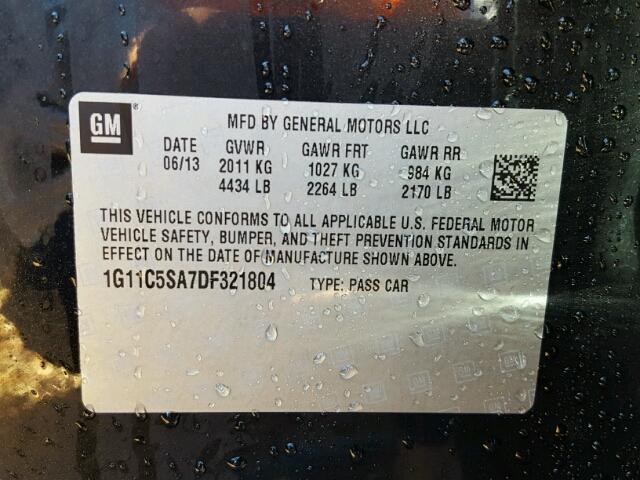 GM ® MFD BY GENERAL MOTORS LLC
DATE GVWR GAWR FRT GAWR RR
06/13 2011 KG 1027 KG 984 KG
4434 LB 2264 LB 2170 LB
THIS VEHICLE CONFORMS TO ALL APPLICABLE U.S. FEDERAL MOTOR
VEHICLE SAFETY, BUMPER, AND THEFT PREVENTION STANDARDS IN
EFFECT ON THE DATE OF MANUFACTURE SHOWN ABOVE.
1G11C5SA7DF321804 TYPE: PASS CAR